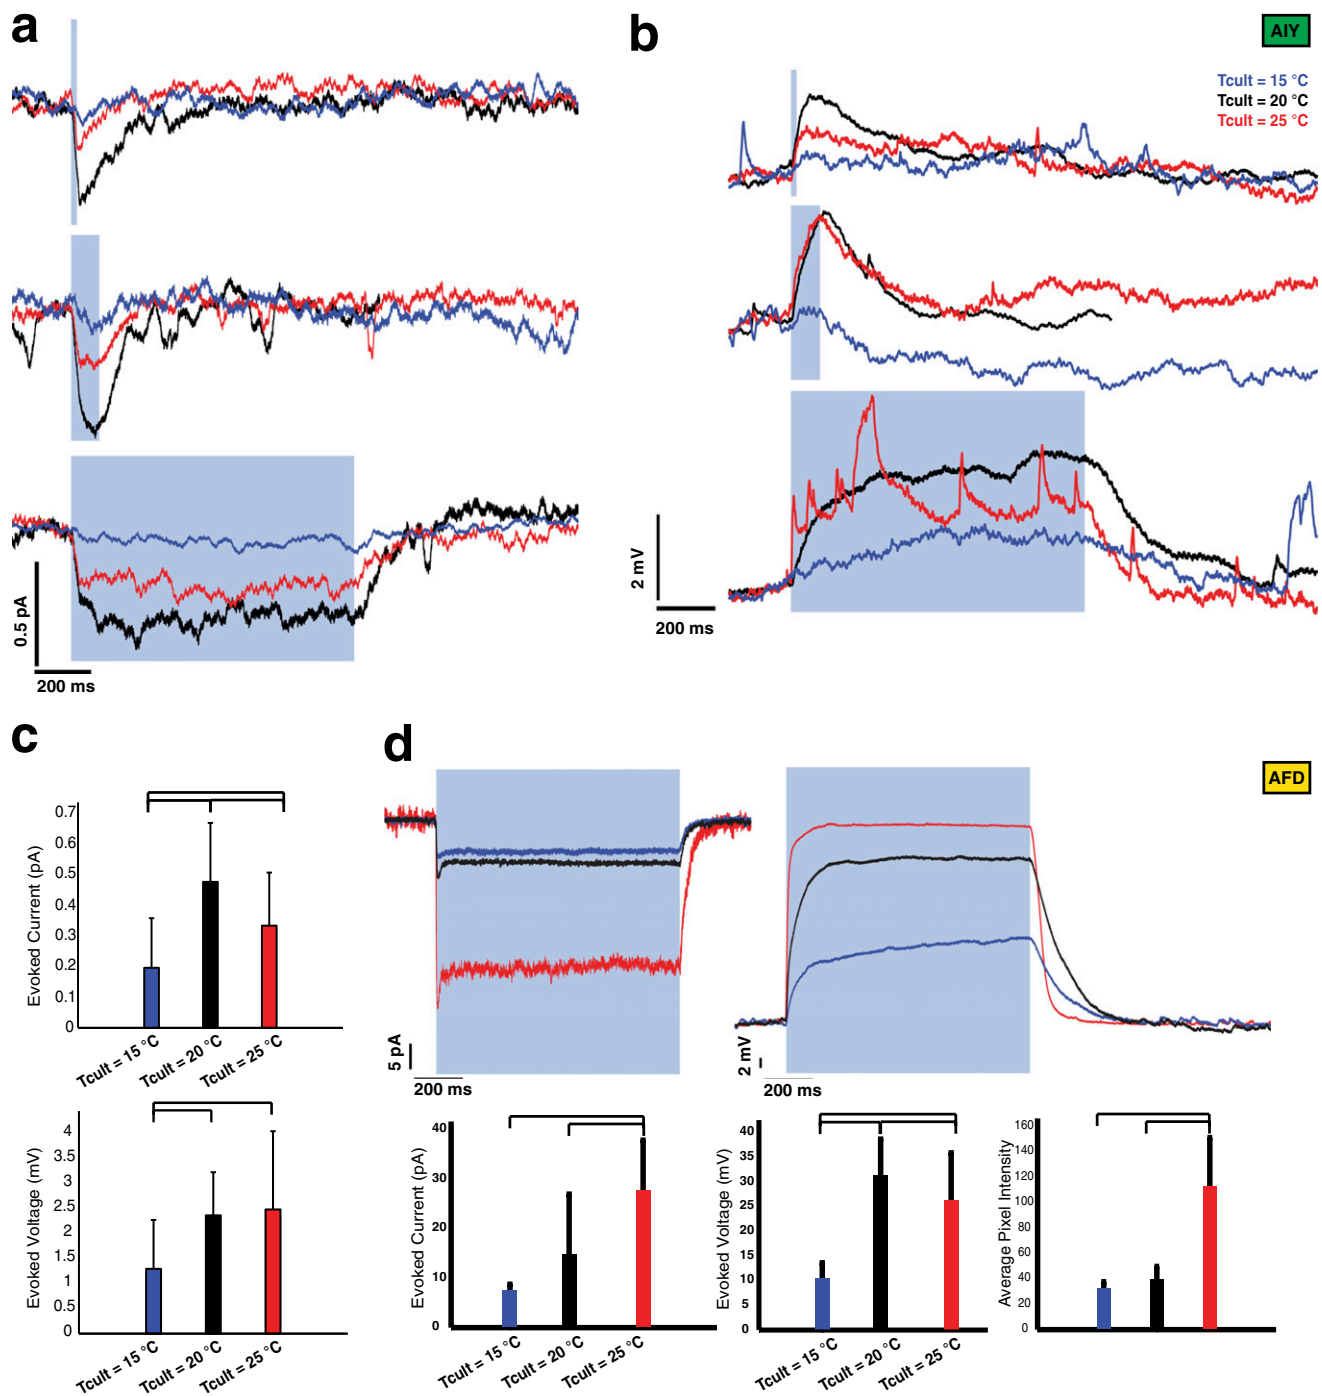 a
b
AIY
Tcult = 15 °C
Tcult = 20 °C
Tcult = 25 °C
0.5 pA
200 ms
2 mV
200 ms
c
Evoked Current (pA)
0.7
0.6
0.5
0.4
0.3
0.2
0.1
0
Tcult = 15 °C
Tcult = 20 °C
Tcult = 25 °C
Evoked Voltage (mV)
4
3.5
3
2.5
2
1.5
1
0.5
0
Tcult = 15 °C
Tcult = 20 °C
Tcult = 25 °C
d
AFD
5 pA
200 ms
2 mV
200 ms
Evoked Current (pA)
40
30
20
10
0
Tcult = 15 °C
Tcult = 20 °C
Tcult = 25 °C
Evoked Voltage (mV)
40
35
30
25
20
15
10
5
0
Tcult = 15 °C
Tcult = 20 °C
Tcult = 25 °C
Average Pixel Intensity
160
140
120
100
80
60
40
20
0